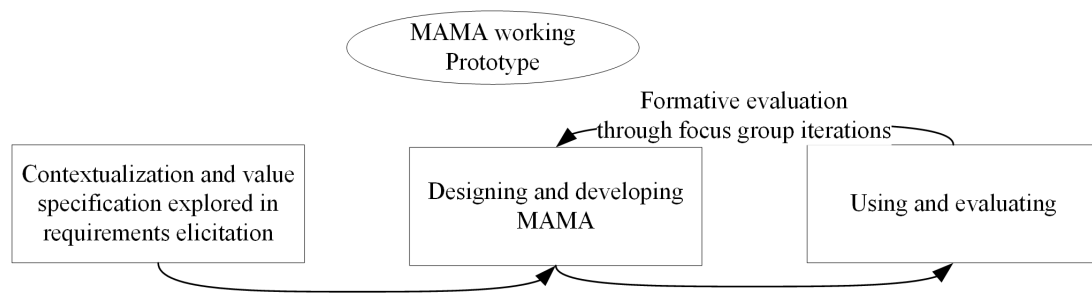 MAMA working
Prototype
Formative evaluation
through focus group iterations
Contextualization and value
specification explored in
requirements elicitation
Designing and developing
MAMA
Using and evaluating